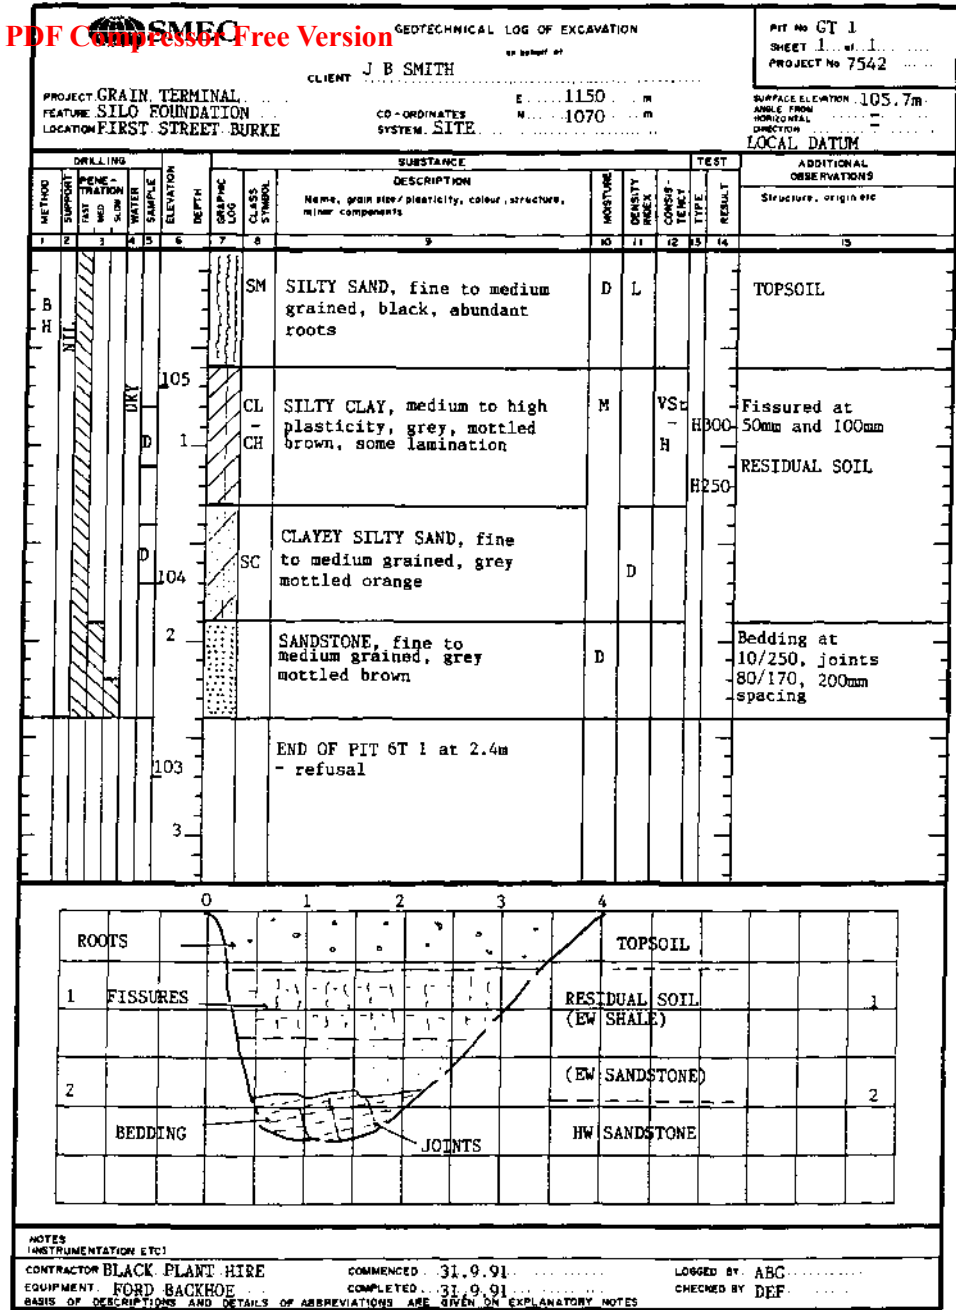 SMEC
PDF Compressor Free Version
GEOTECHNICAL LOG OF EXCAVATION
on behalf of
CLIENT J B SMITH
PIT No GT 1
SHEET 1 of 1
PROJECT No 7542
PROJECT GRAIN TERMINAL
FEATURE SILO FOUNDATION
LOCATION FIRST STREET BURKE
CO-ORDINATES
SYSTEM. SITE
E 1150 m
N 1070 m
SURFACE ELEVATION 105.7m
ANGLE FROM
HORIZONTAL -
DIRECTION
LOCAL DATUM
DRILLING
SUBSTANCE
TEST
ADDITIONAL
OBSERVATIONS
METHOD
SUPPORT
PENE-
TRATION
FAST
MED
SLOW
WATER
SAMPLE
ELEVATION
DEPTH
GRAPHIC
LOG
CLASS
SYMBOL
DESCRIPTION
Name, grain size/plasticity, colour, structure,
minor components
MOISTURE
DENSITY
INDEX
CONSIS-
TENCY
TYPE
RESULT
Structure, origin etc
1 2 3 4 5 6 7 8 9 10 11 12 13 14 15
B
H
NIL
SM SILTY SAND, fine to medium
grained, black, abundant
roots
D L
TOPSOIL
105
DRY
D
1
CL
-
CH
SILTY CLAY, medium to high
plasticity, grey, mottled
brown, some lamination
M
VSt
-
H
H300
H250
Fissured at
50mm and 100mm
RESIDUAL SOIL
D
104
SC
CLAYEY SILTY SAND, fine
to medium grained, grey
mottled orange
D
2
SANDSTONE, fine to
medium grained, grey
mottled brown
D
Bedding at
10/250, joints
80/170, 200mm
spacing
END OF PIT 6T 1 at 2.4m
- refusal
103
3
0 1 2 3 4
ROOTS
TOPSOIL
1 FISSURES
RESIDUAL SOIL
(EW SHALE)
1
2
(EW SANDSTONE)
2
BEDDING
JOINTS
HW SANDSTONE
NOTES
(INSTRUMENTATION ETC)
CONTRACTOR BLACK PLANT HIRE
COMMENCED 31.9.91
LOGGED BY ABC
EQUIPMENT. FORD BACKHOE
COMPLETED 31.9.91
CHECKED BY DEF
BASIS OF DESCRIPTIONS AND DETAILS OF ABBREVIATIONS ARE GIVEN ON EXPLANATORY NOTES